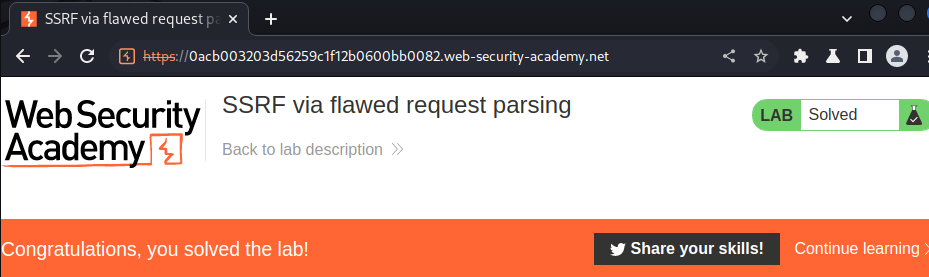 SSRF via flawed request pa
https://0acb003203d56259c1f12b0600bb0082.web-security-academy.net
Web Security
Academy
SSRF via flawed request parsing
Back to lab description
LAB Solved
Congratulations, you solved the lab!
Share your skills!
Continue learning